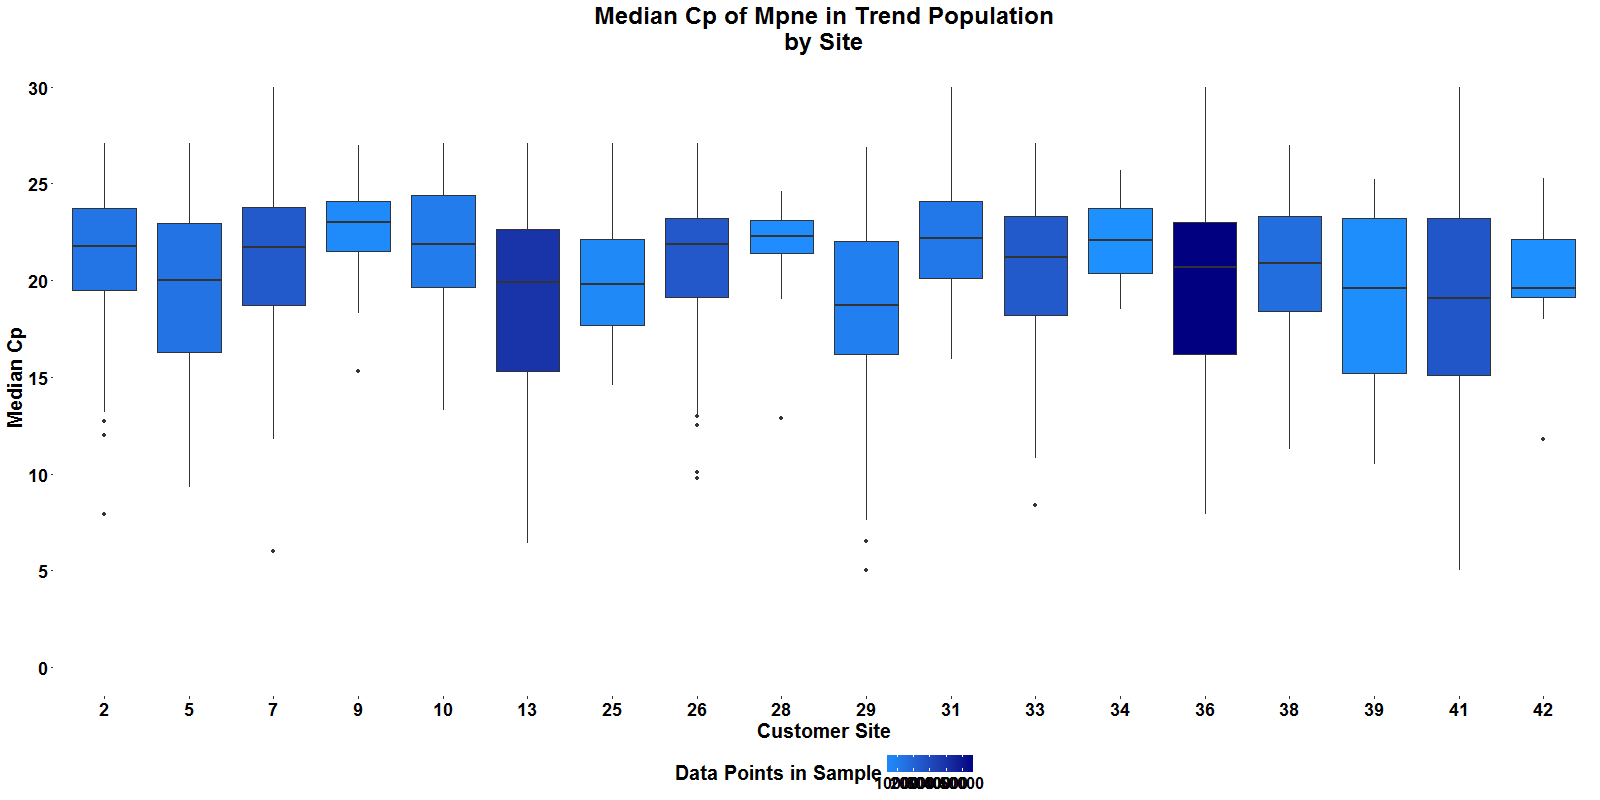 Median Cp of Mpne in Trend Population
by Site
30
25
20
15
10
5
0
Median Cp
2 5 7 9 10 13 25 26 28 29 31 33 34 36 38 39 41 42
Customer Site
Data Points in Sample